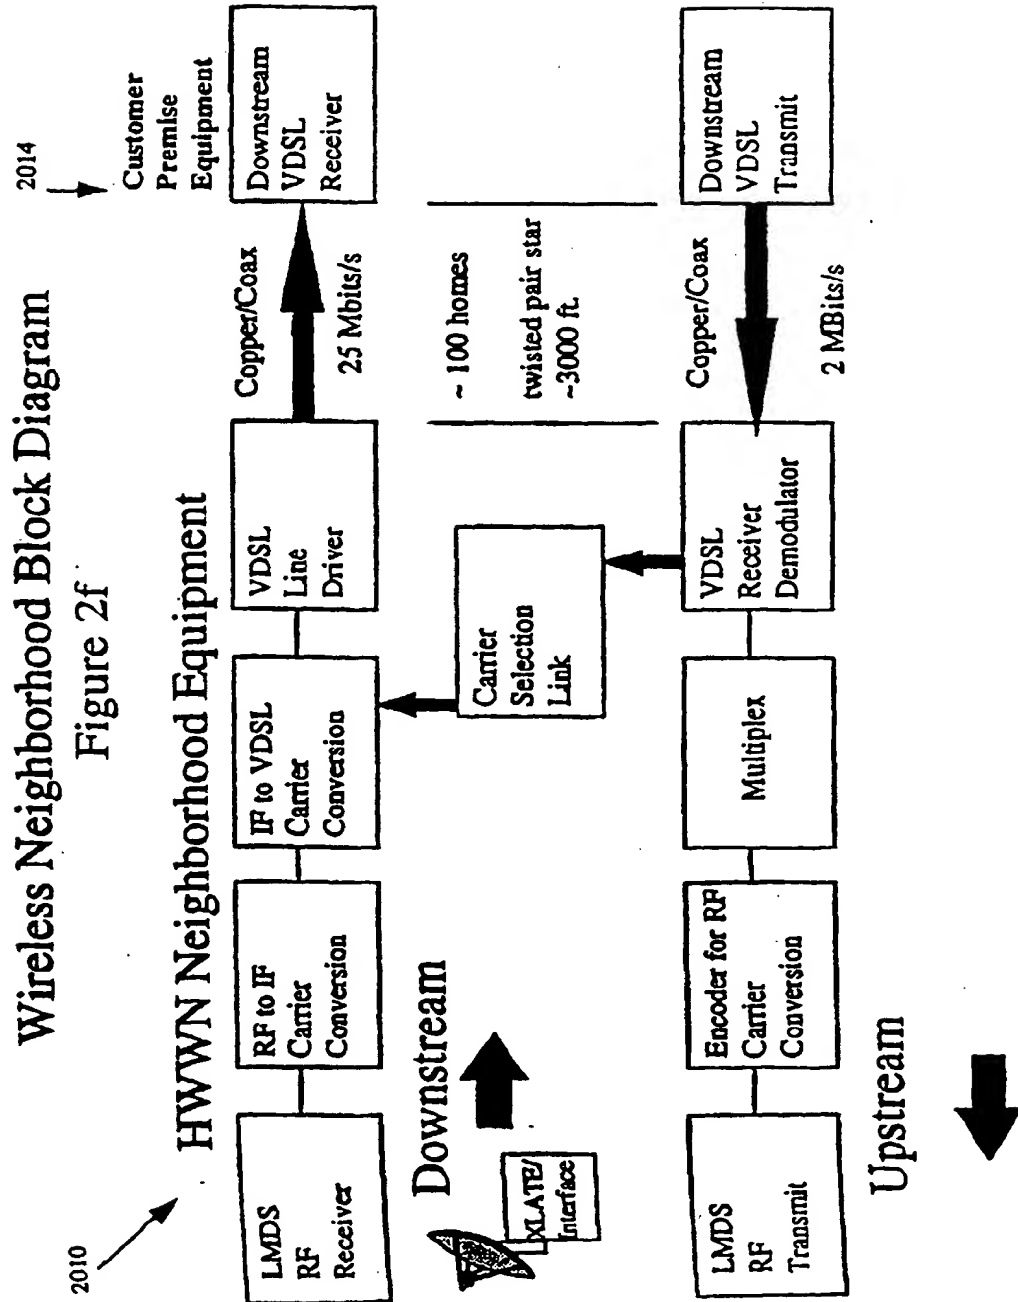 Wireless Neighborhood Block Diagram
Figure 2f
2010
HWWN Neighborhood Equipment
2014
Customer
Premise
Equipment
LMDS
RF
Receiver
RF to IF
Carrier
Conversion
IF to VDSL
Carrier
Conversion
VDSL
Line
Driver
Copper/Coax
25 Mbits/s
Downstream
VDSL
Receiver
Downstream
XLATE/
Interface
Carrier
Selection
Link
~ 100 homes
twisted pair star
~3000 ft.
LMDS
RF
Transmit
Encoder for RF
Carrier
Conversion
Multiplex
VDSL
Receiver
Demodulator
Copper/Coax
2 MBits/s
Downstream
VDSL
Transmit
Upstream